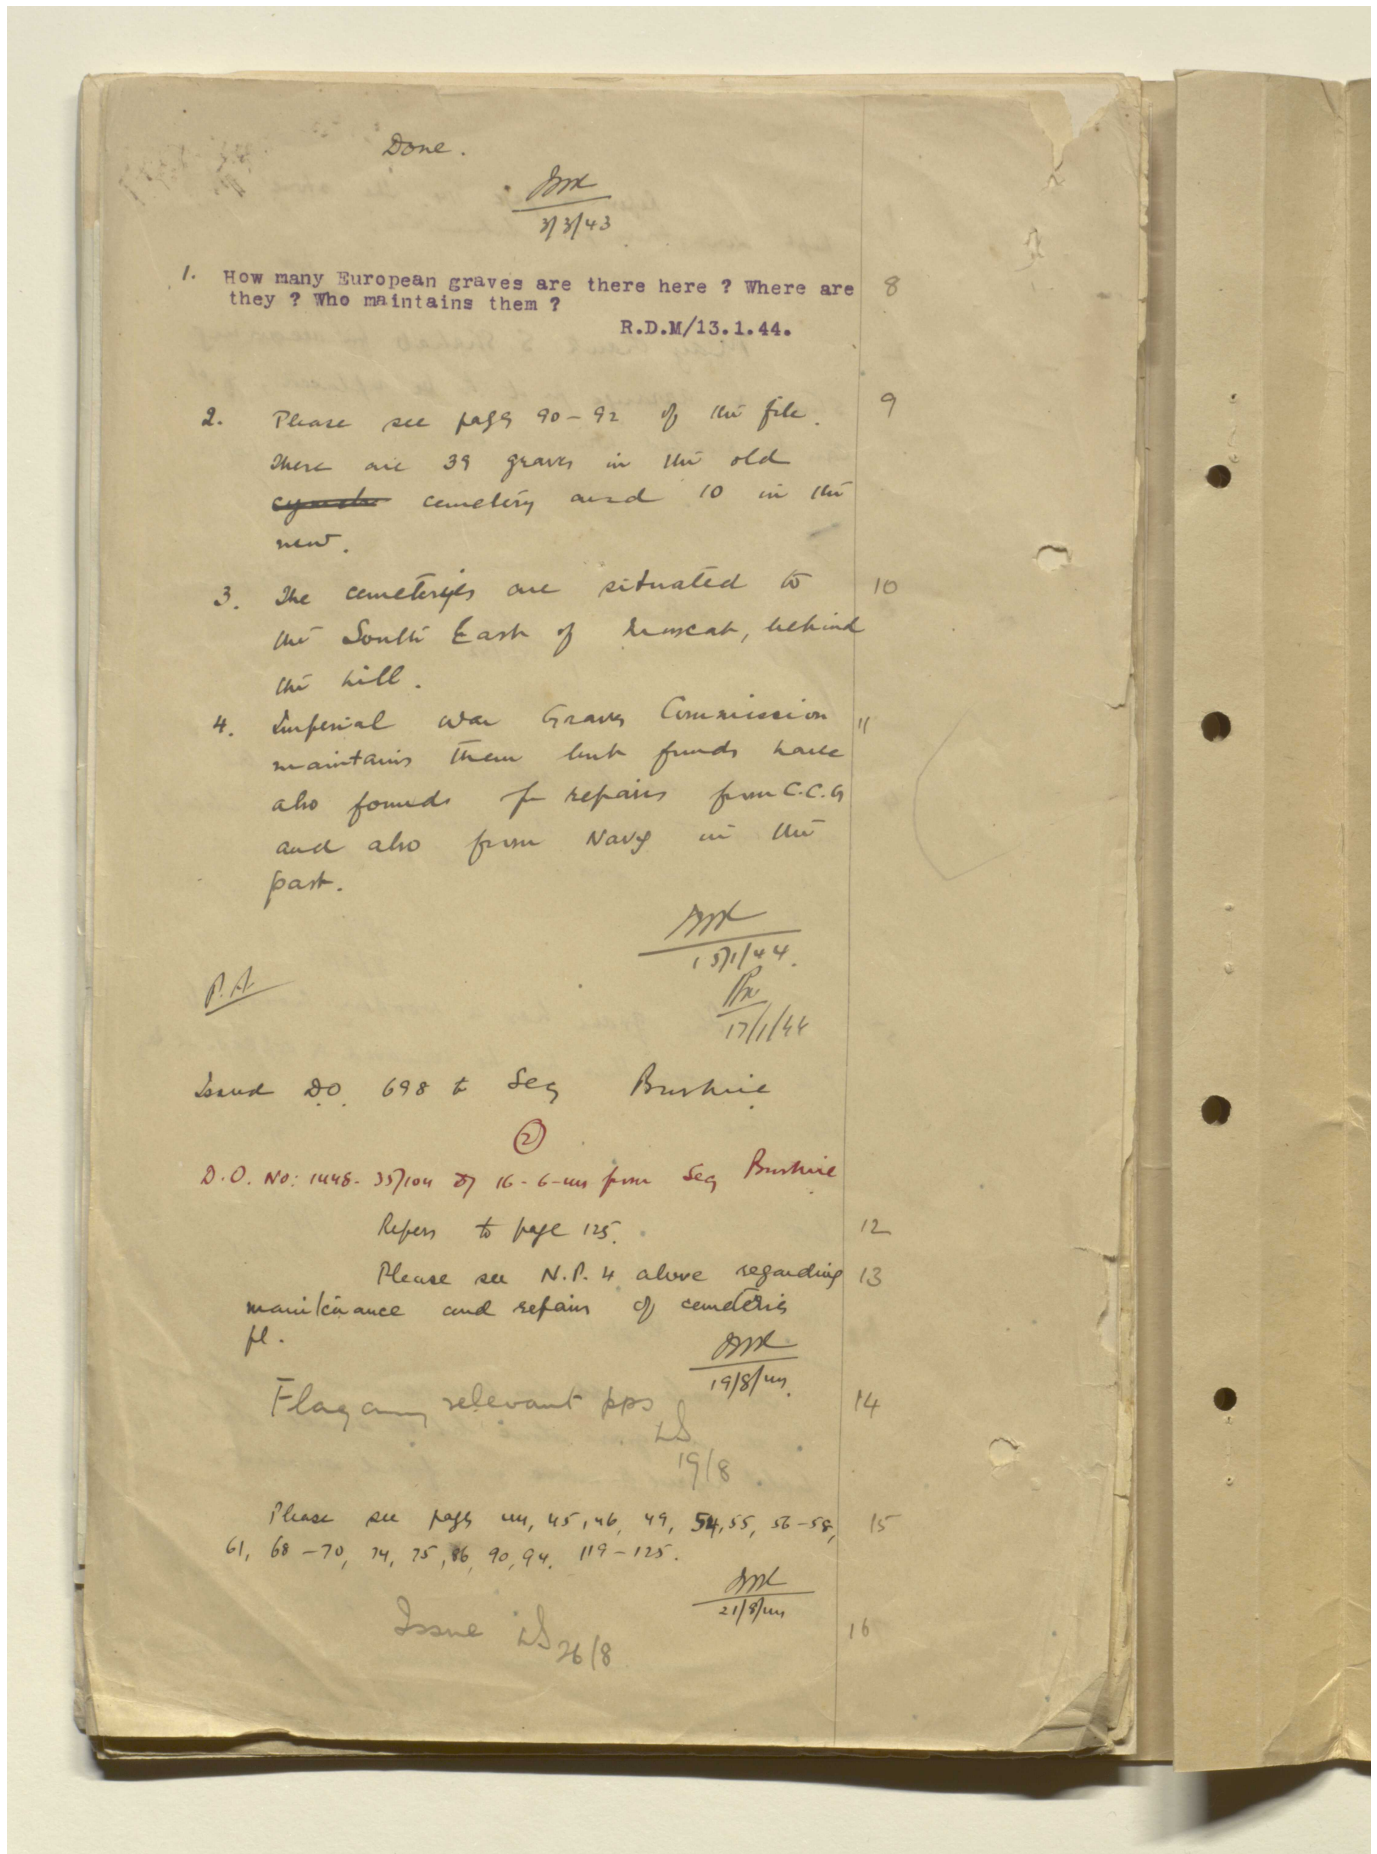 Done.
3/3/43
1. How many European graves are there here ? Where are 8
they ? Who maintains them ?
R.D.M/13.1.44.
2. Please see pages 90-92 of the file. 9
There are 39 graves in the old
cemetery and 10 in the
new.
3. The cemeteries are situated to 10
the South East of Muscat, behind
the hill.
4. Imperial War Graves Commission 11
maintains them but funds have
also founds for repairs from C.C.G
and also from Navy in the
past.
15/1/44.
P.A
17/1/44
Issued D.O. 698 to Secy Bushire
2
D.O. No: 1448-35/104 of 16-6-44 from Secy Bushire
Refers to page 125. 12
Please see N.P. 4 above regarding 13
maintenance and repairs of cemeteries
pl.
19/8/44.
Flag any relevant pps 14
19/8
Please see pages 44, 45, 46, 49, 54, 55, 56-58, 15
61, 68-70, 74, 75, 86, 90, 94, 119-125.
21/8/44
Issue 26/8 16